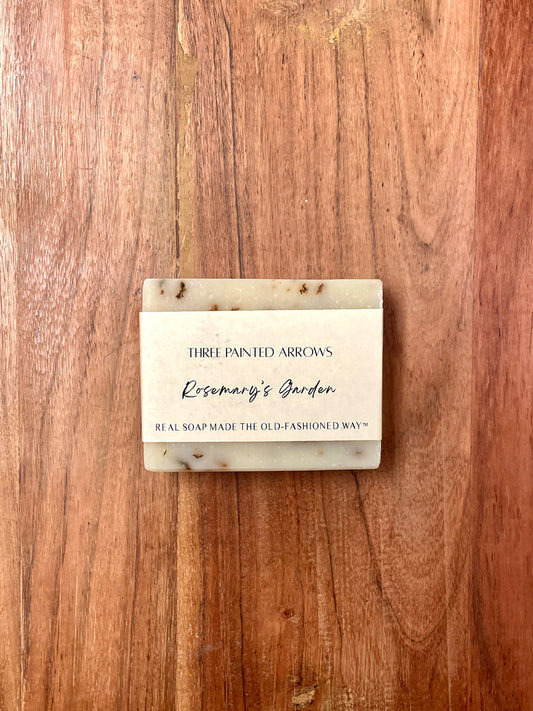 THREE PAINTED ARROWS
Rosemary's Garden
REAL SOAP MADE THE OLD-FASHIONED WAY™